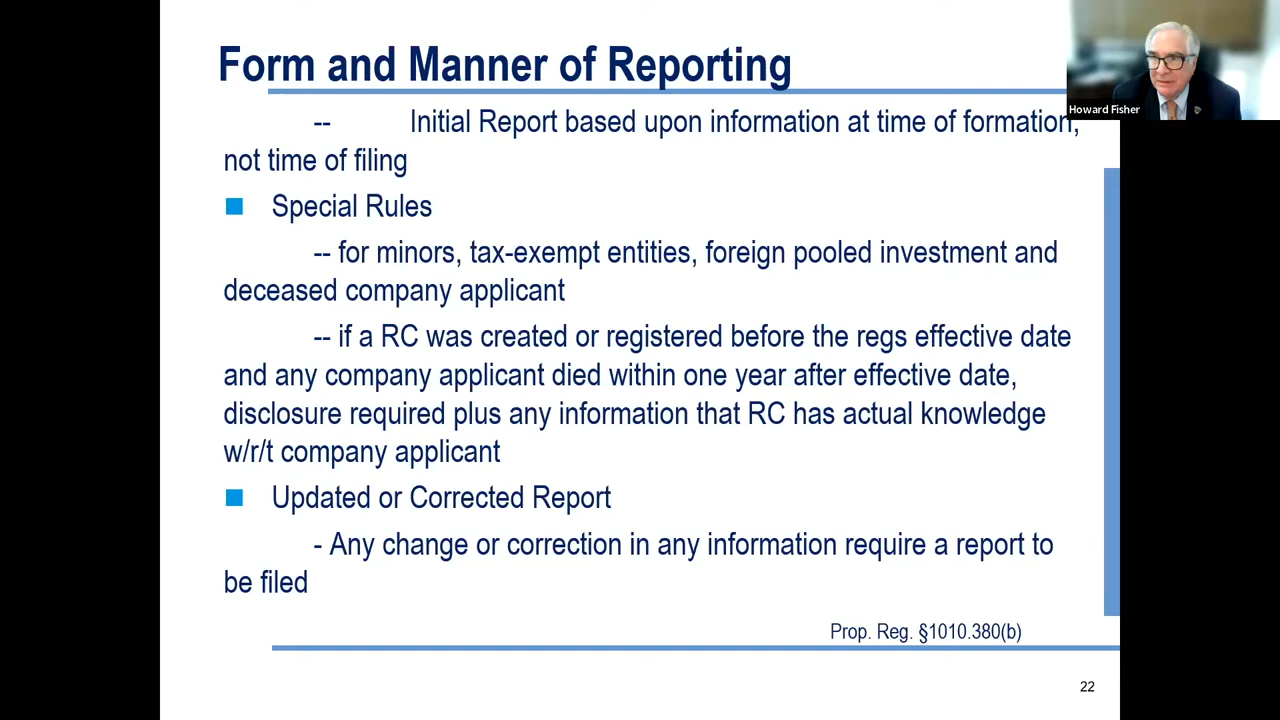 Form and Manner of Reporting
Howard Fisher
-- Initial Report based upon information at time of formation,
not time of filing
Special Rules
-- for minors, tax-exempt entities, foreign pooled investment and
deceased company applicant
-- if a RC was created or registered before the regs effective date
and any company applicant died within one year after effective date,
disclosure required plus any information that RC has actual knowledge
w/r/t company applicant
Updated or Corrected Report
- Any change or correction in any information require a report to
be filed
Prop. Reg. §1010.380(b)
22